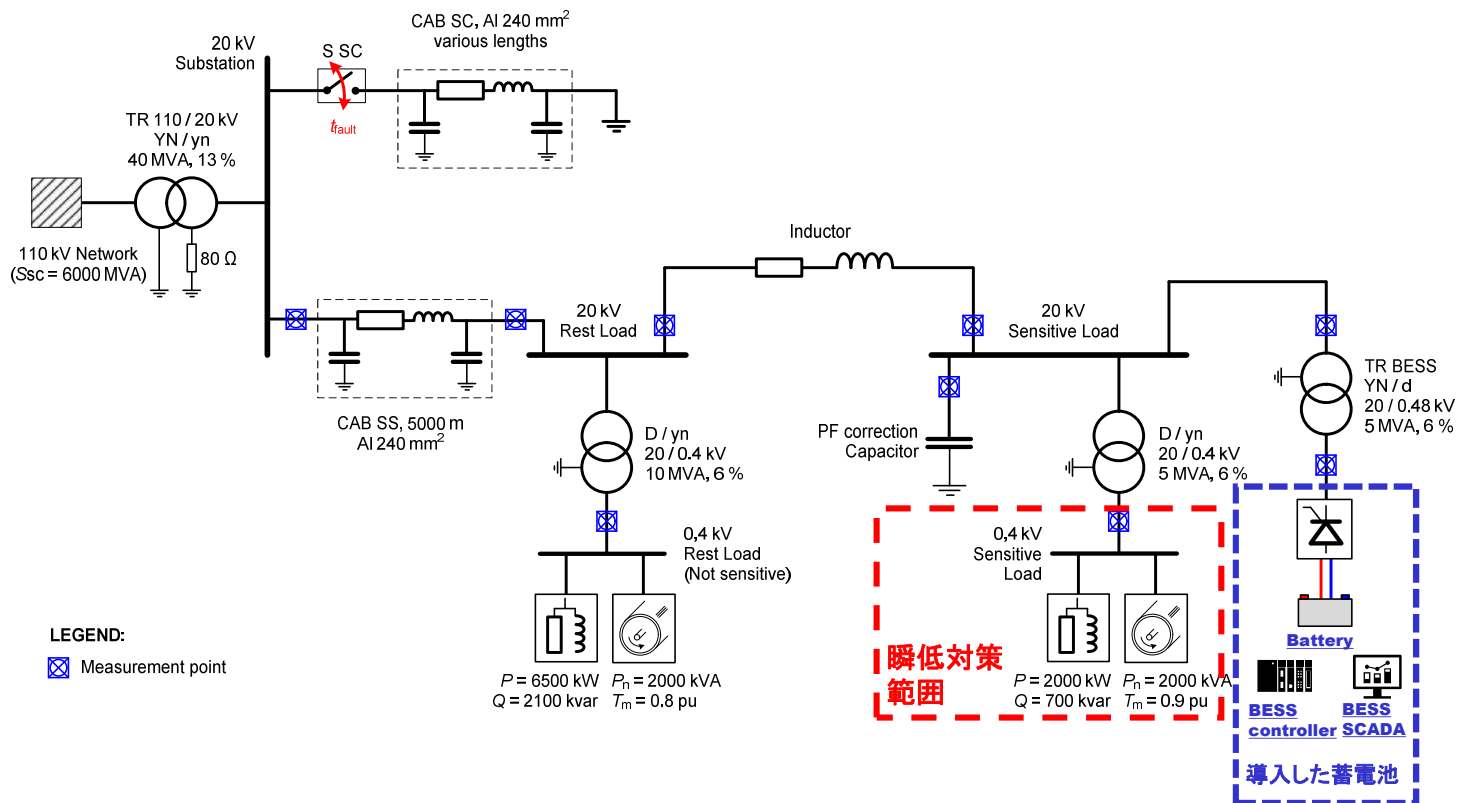 CAB SC, Al 240 mm²
various lengths
20 kV
Substation
S SC
t_fault
TR 110 / 20 kV
YN / yn
40 MVA, 13 %
80 Ω
110 kV Network
(Ssc = 6000 MVA)
CAB SS, 5000 m
Al 240 mm²
20 kV
Rest Load
Inductor
20 kV
Sensitive Load
TR BESS
YN / d
20 / 0.48 kV
5 MVA, 6 %
D / yn
20 / 0.4 kV
10 MVA, 6 %
PF correction
Capacitor
D / yn
20 / 0.4 kV
5 MVA, 6 %
0,4 kV
Rest Load
(Not sensitive)
0,4 kV
Sensitive
Load
P = 6500 kW
Q = 2100 kvar
Pn = 2000 kVA
Tm = 0.8 pu
瞬低対策
範囲
P = 2000 kW
Q = 700 kvar
Pn = 2000 kVA
Tm = 0.9 pu
Battery
BESS
controller
BESS
SCADA
導入した蓄電池
LEGEND:
Measurement point